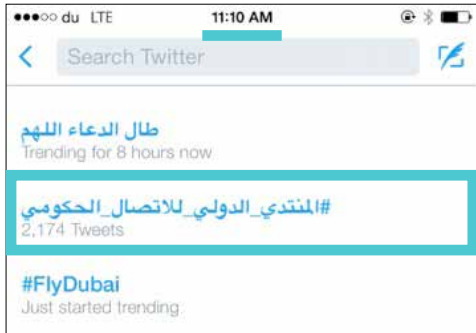 du LTE 11:10 AM
Search Twitter
طال الدعاء اللهم
Trending for 8 hours now
#المنتدي_الدولي_للاتصال_الحكومي
2,174 Tweets
#FlyDubai
Just started trending